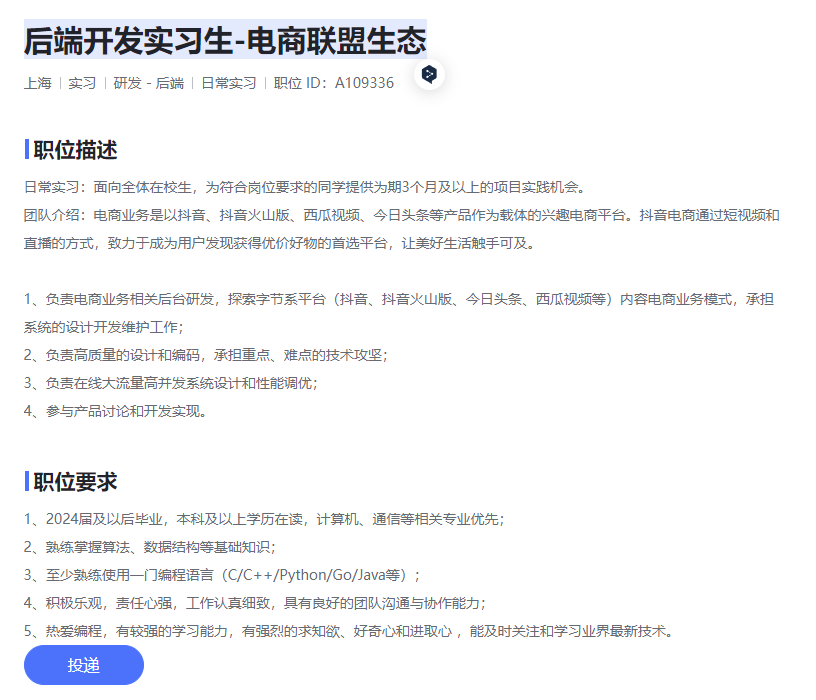 后端开发实习生-电商联盟生态
上海 | 实习 | 研发 - 后端 | 日常实习 | 职位 ID：A109336
职位描述
日常实习：面向全体在校生，为符合岗位要求的同学提供为期3个月及以上的项目实践机会。
团队介绍：电商业务是以抖音、抖音火山版、西瓜视频、今日头条等产品作为载体的兴趣电商平台。抖音电商通过短视频和
直播的方式，致力于成为用户发现获得优价好物的首选平台，让美好生活触手可及。
1、负责电商业务相关后台研发，探索字节系平台（抖音、抖音火山版、今日头条、西瓜视频等）内容电商业务模式，承担
系统的设计开发维护工作；
2、负责高质量的设计和编码，承担重点、难点的技术攻坚；
3、负责在线大流量高并发系统设计和性能调优；
4、参与产品讨论和开发实现。
职位要求
1、2024届及以后毕业，本科及以上学历在读，计算机、通信等相关专业优先；
2、熟练掌握算法、数据结构等基础知识；
3、至少熟练使用一门编程语言（C/C++/Python/Go/Java等）；
4、积极乐观，责任心强，工作认真细致，具有良好的团队沟通与协作能力；
5、热爱编程，有较强的学习能力，有强烈的求知欲、好奇心和进取心 ，能及时关注和学习业界最新技术。
投递